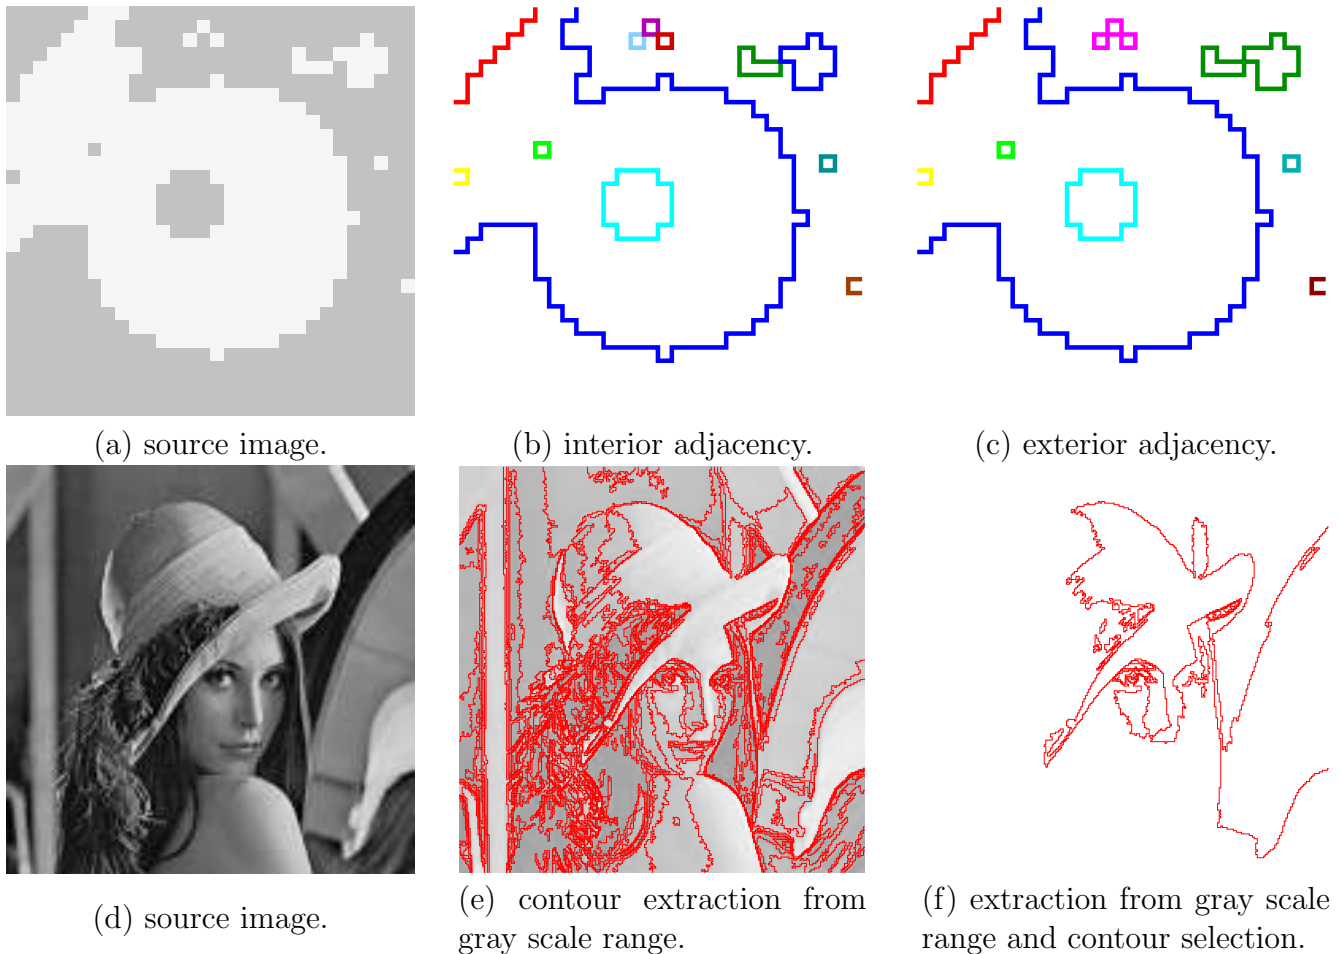 (a) source image.
(b) interior adjacency.
(c) exterior adjacency.
(d) source image.
(e) contour extraction from
gray scale range.
(f) extraction from gray scale
range and contour selection.